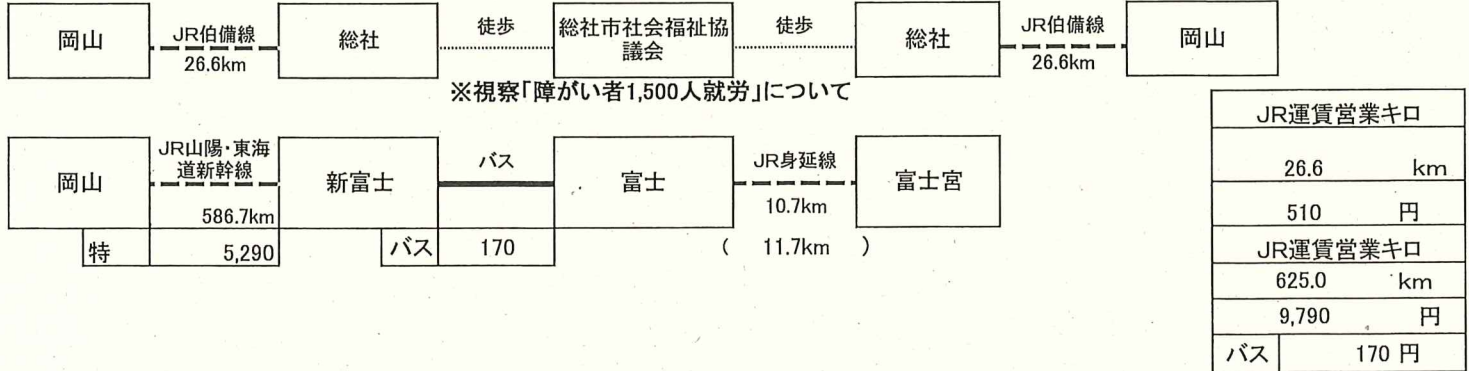 岡山 JR伯備線 総社 徒歩 総社市社会福祉協議会 徒歩 総社 JR伯備線 岡山
26.6km 26.6km
※視察「障がい者1,500人就労」について
岡山 JR山陽・東海道新幹線 新富士 バス 富士 JR身延線 富士宮
586.7km 10.7km
特 5,290 バス 170 ( 11.7km )
JR運賃営業キロ
26.6 km
510 円
JR運賃営業キロ
625.0 km
9,790 円
バス 170 円